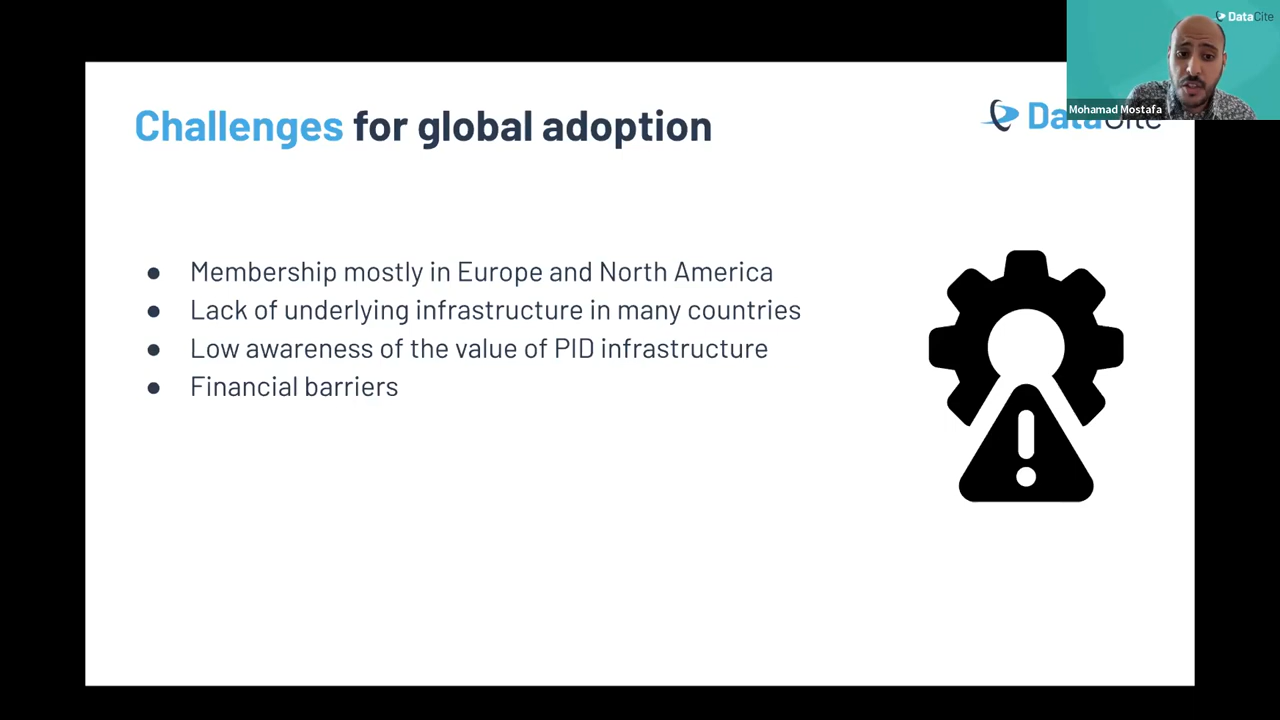 DataCite
Mohamad Mostafa
Challenges for global adoption
DataCite
● Membership mostly in Europe and North America
● Lack of underlying infrastructure in many countries
● Low awareness of the value of PID infrastructure
● Financial barriers